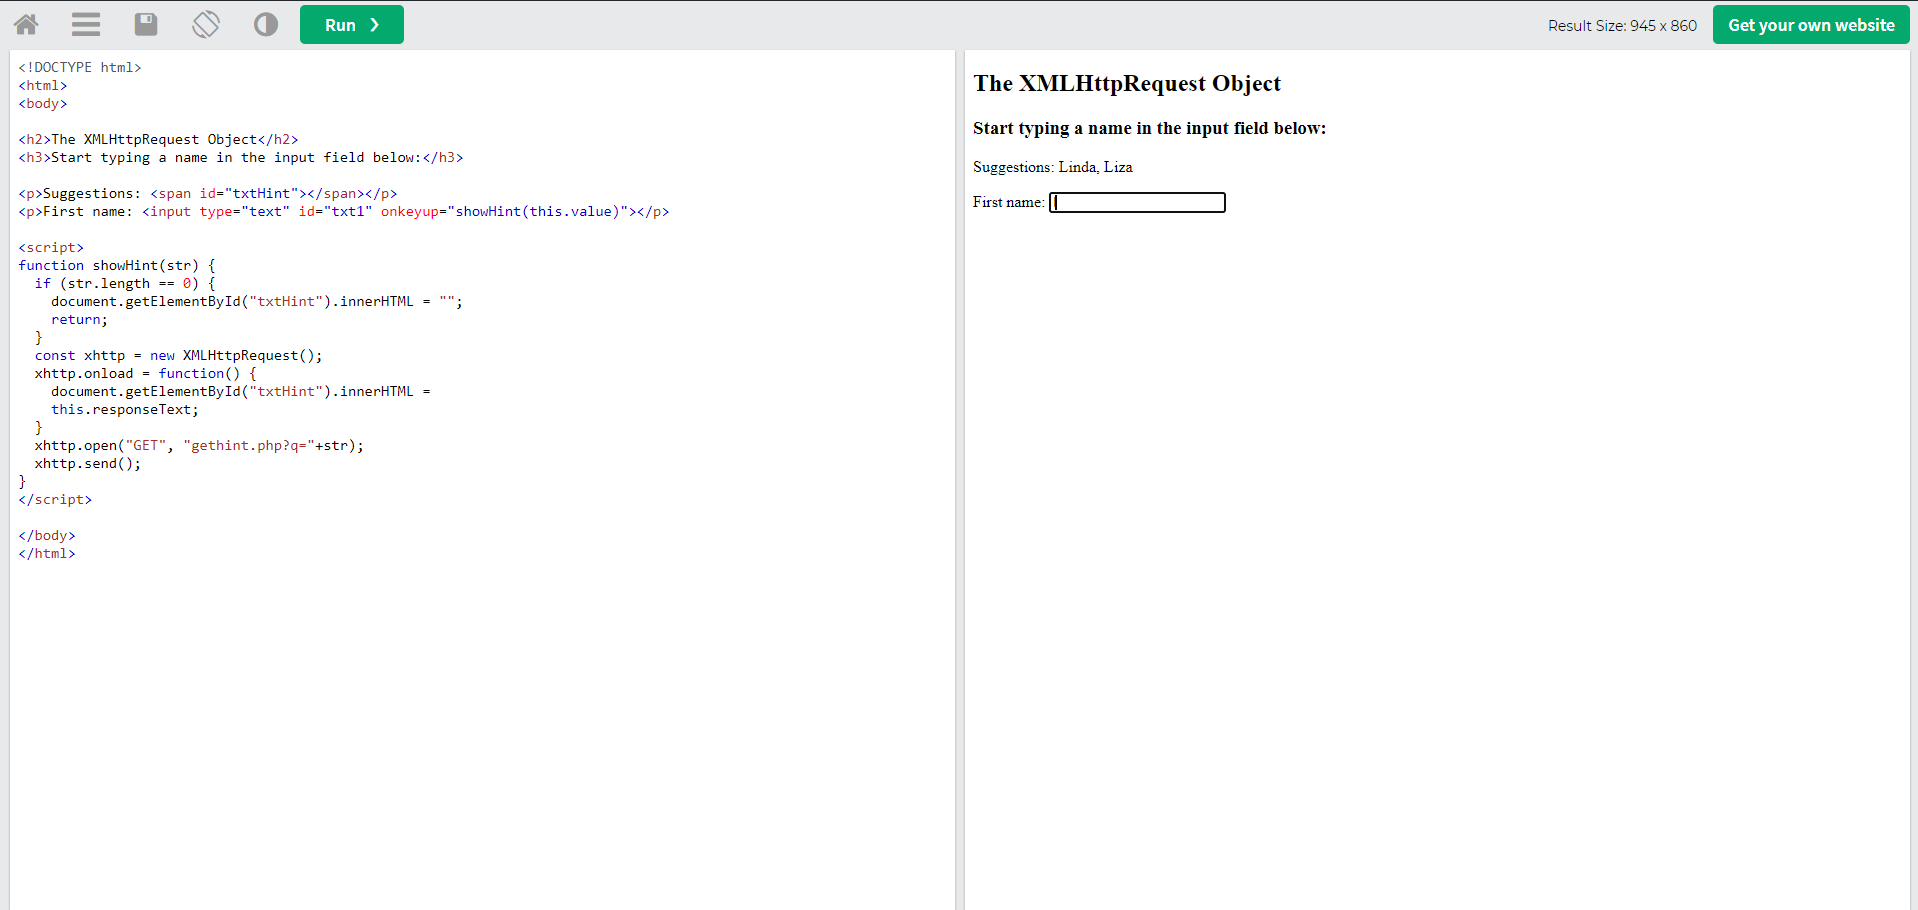 Run ❯
Result Size: 945 x 860
Get your own website
<!DOCTYPE html>
<html>
<body>
<h2>The XMLHttpRequest Object</h2>
<h3>Start typing a name in the input field below:</h3>
<p>Suggestions: <span id="txtHint"></span></p>
<p>First name: <input type="text" id="txt1" onkeyup="showHint(this.value)"></p>
<script>
function showHint(str) {
  if (str.length == 0) {
    document.getElementById("txtHint").innerHTML = "";
    return;
  }
  const xhttp = new XMLHttpRequest();
  xhttp.onload = function() {
    document.getElementById("txtHint").innerHTML =
    this.responseText;
  }
  xhttp.open("GET", "gethint.php?q="+str);
  xhttp.send();
}
</script>
</body>
</html>
The XMLHttpRequest Object
Start typing a name in the input field below:
Suggestions: Linda, Liza
First name: l